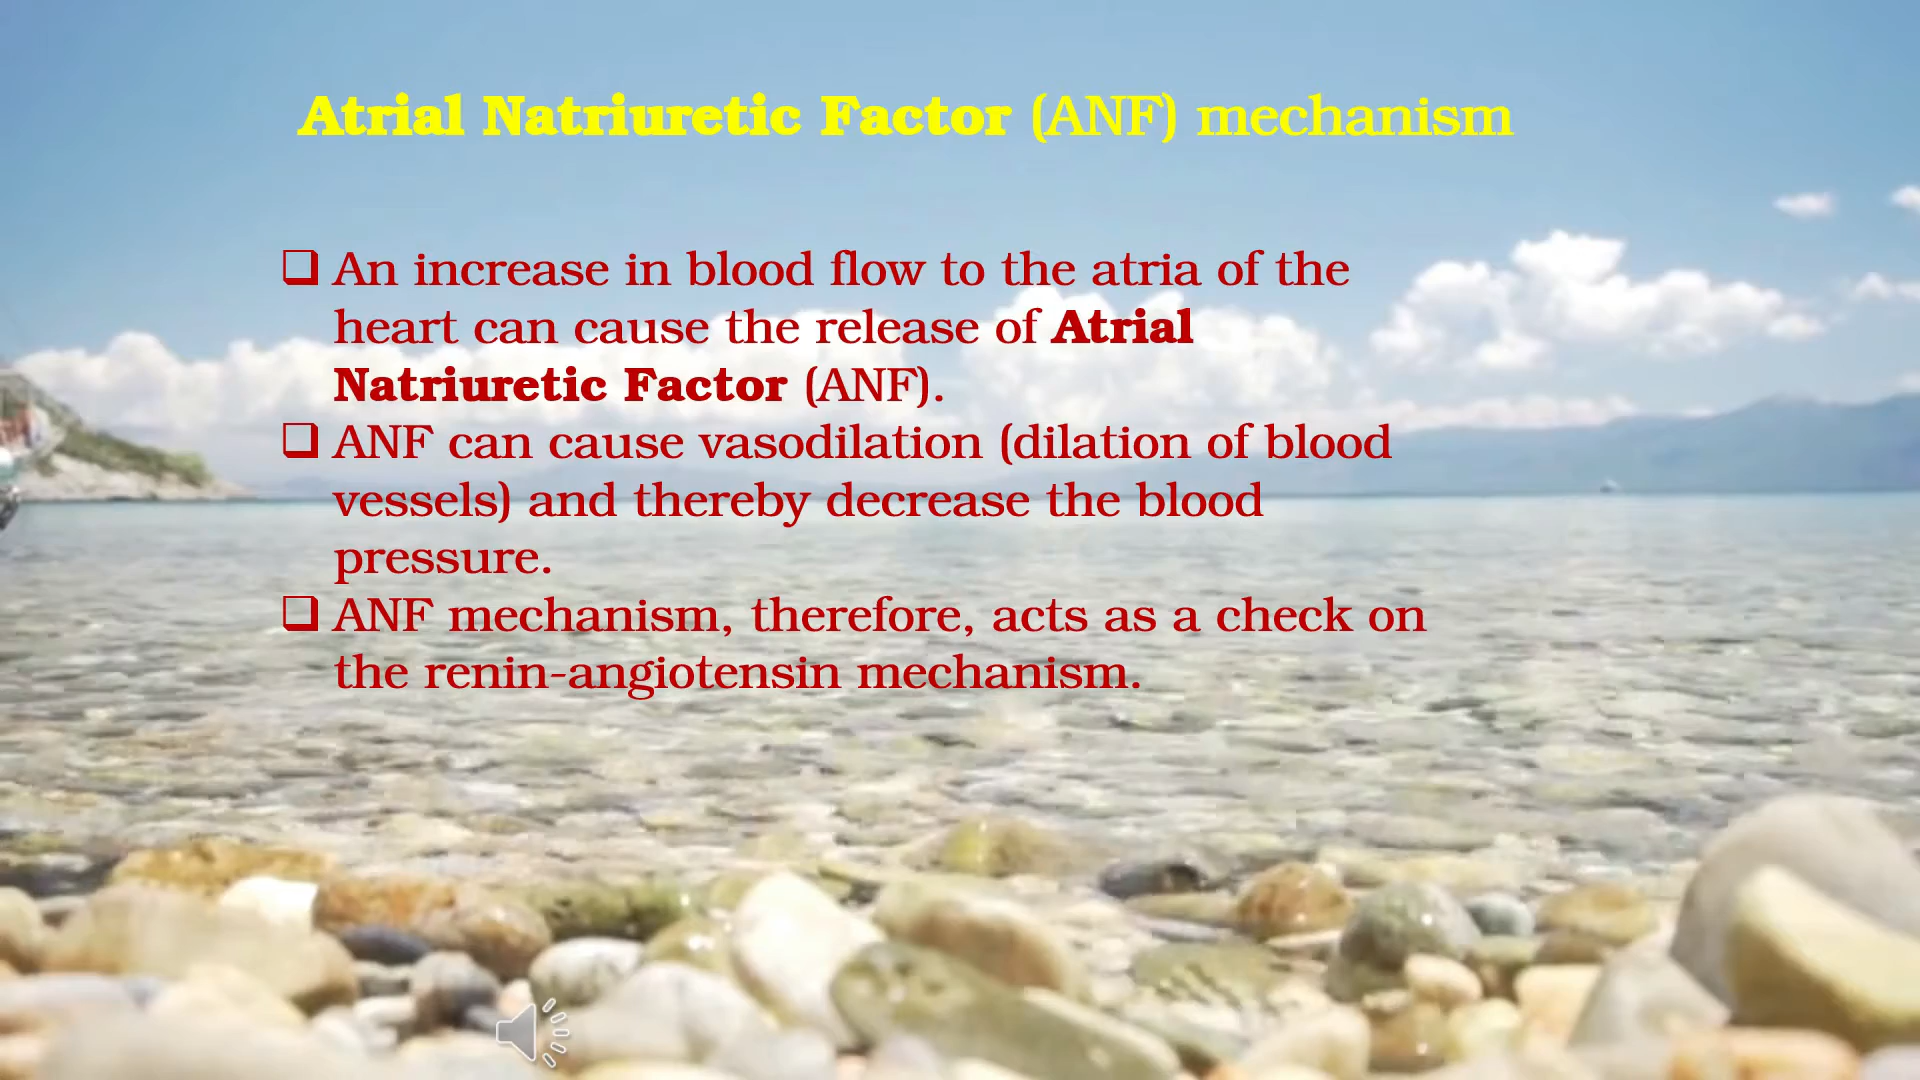 Atrial Natriuretic Factor (ANF) mechanism
An increase in blood flow to the atria of the
heart can cause the release of Atrial
Natriuretic Factor (ANF).
ANF can cause vasodilation (dilation of blood
vessels) and thereby decrease the blood
pressure.
ANF mechanism, therefore, acts as a check on
the renin-angiotensin mechanism.